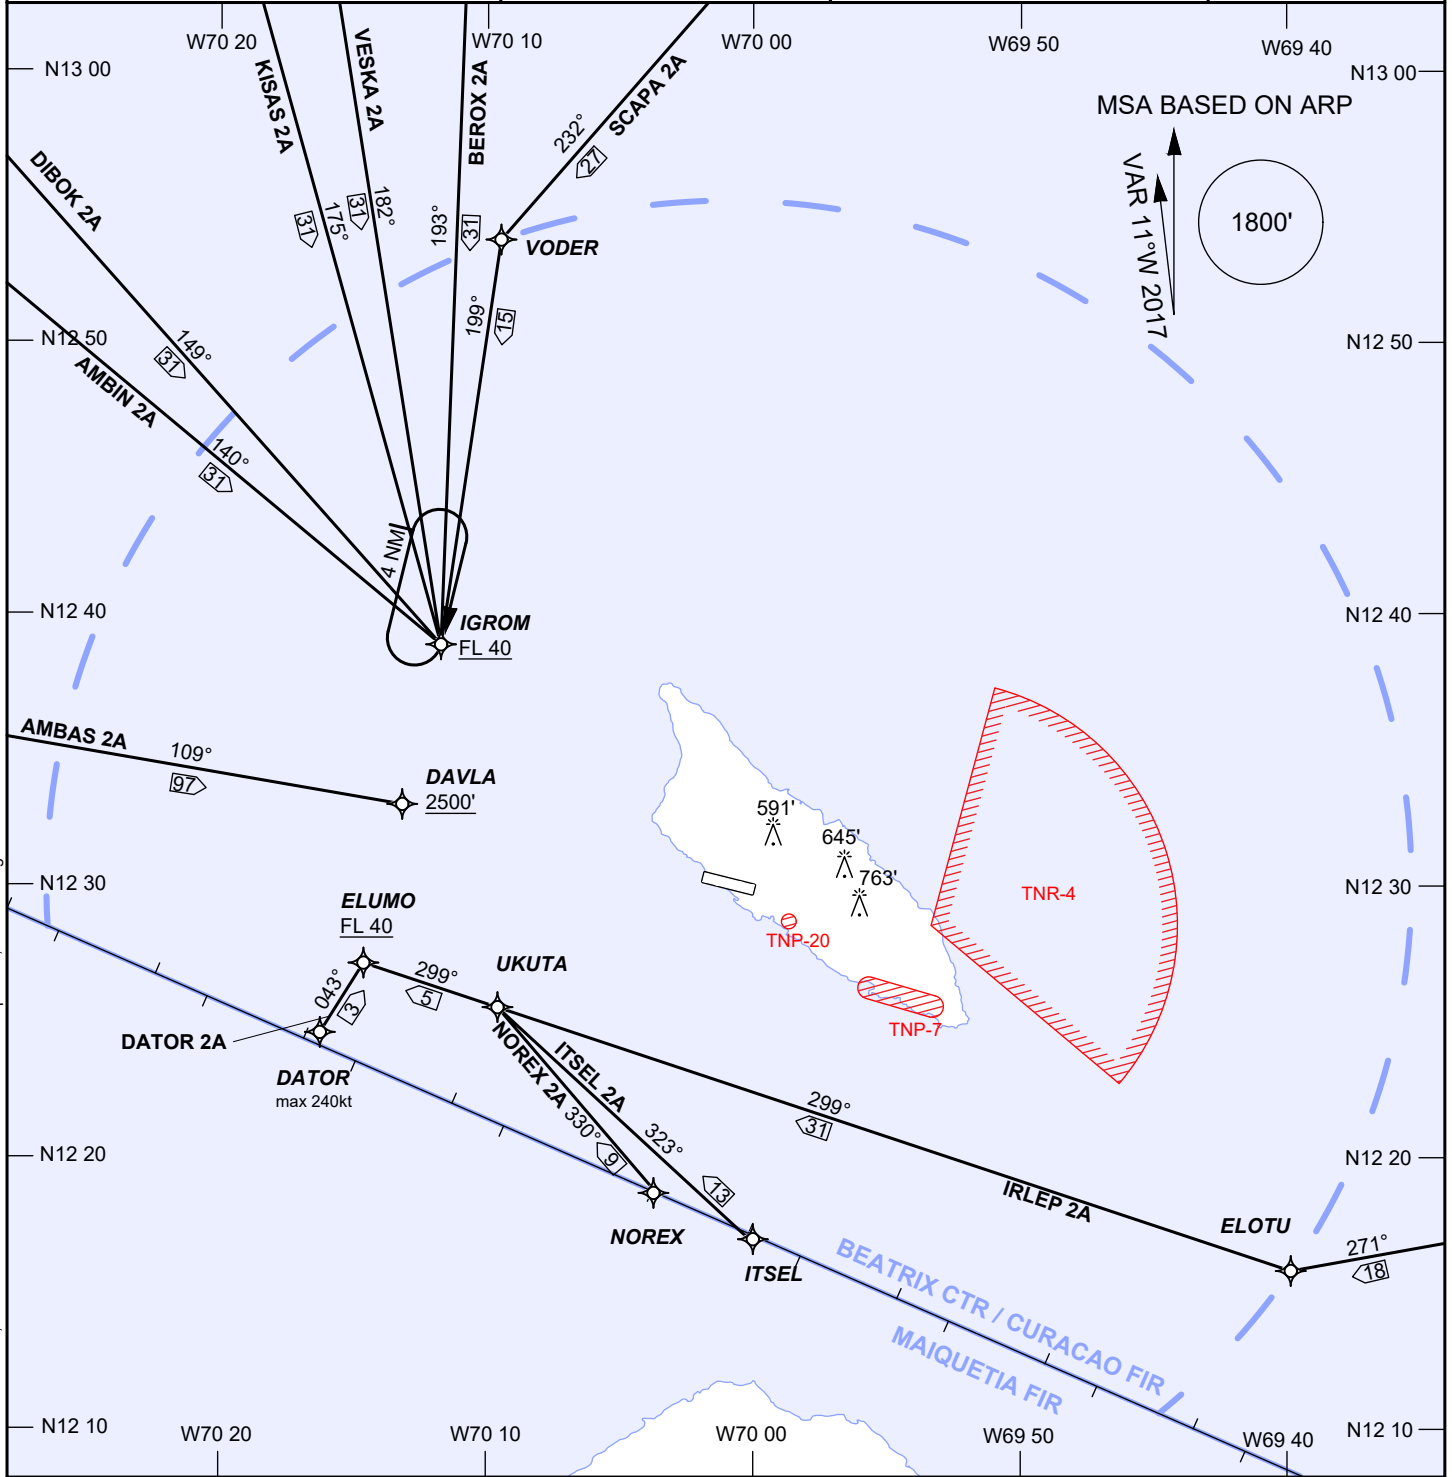 W70 20
W70 10
W70 00
W69 50
W69 40
N13 00
N13 00
MSA BASED ON ARP
VAR 11°W 2017
1800'
KISAS 2A
VESKA 2A
BEROX 2A
SCAPA 2A
DIBOK 2A
AMBIN 2A
232°
27
175°
31
182°
31
193°
31
VODER
199°
15
149°
31
140°
31
N12 50
N12 50
4 NM
N12 40
N12 40
IGROM
FL 40
AMBAS 2A
109°
97
DAVLA
2500'
591'
645'
763'
TNR-4
TNP-20
TNP-7
N12 30
N12 30
ELUMO
FL 40
043°
3
299°
5
UKUTA
DATOR 2A
DATOR
max 240kt
NOREX 2A
330°
9
ITSEL 2A
323°
13
299°
31
IRLEP 2A
N12 20
N12 20
NOREX
ITSEL
ELOTU
271°
18
BEATRIX CTR / CURACAO FIR
MAIQUETIA FIR
N12 10
N12 10
W70 20
W70 10
W70 00
W69 50
W69 40